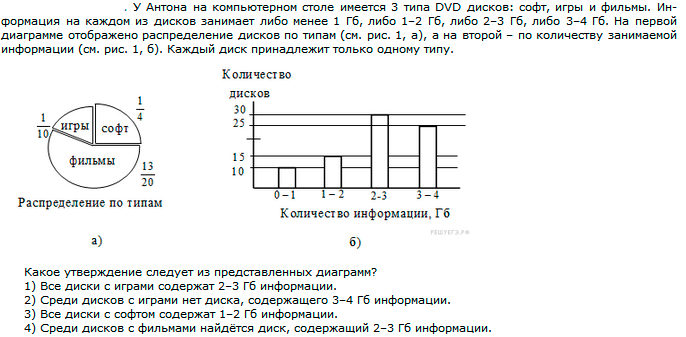 . У Антона на компьютерном столе имеется 3 типа DVD дисков: софт, игры и фильмы. Ин-
формация на каждом из дисков занимает либо менее 1 Гб, либо 1–2 Гб, либо 2–3 Гб, либо 3–4 Гб. На первой
диаграмме отображено распределение дисков по типам (см. рис. 1, а), а на второй – по количеству занимаемой
информации (см. рис. 1, б). Каждый диск принадлежит только одному типу.
1/10
игры
софт
1/4
фильмы
13/20
Распределение по типам
а)
Количество
дисков
30
25
15
10
0 – 1
1 – 2
2-3
3 – 4
Количество информации, Гб
РЕШУЕГЭ.РФ
б)
Какое утверждение следует из представленных диаграмм?
1) Все диски с играми содержат 2–3 Гб информации.
2) Среди дисков с играми нет диска, содержащего 3–4 Гб информации.
3) Все диски с софтом содержат 1–2 Гб информации.
4) Среди дисков с фильмами найдётся диск, содержащий 2–3 Гб информации.